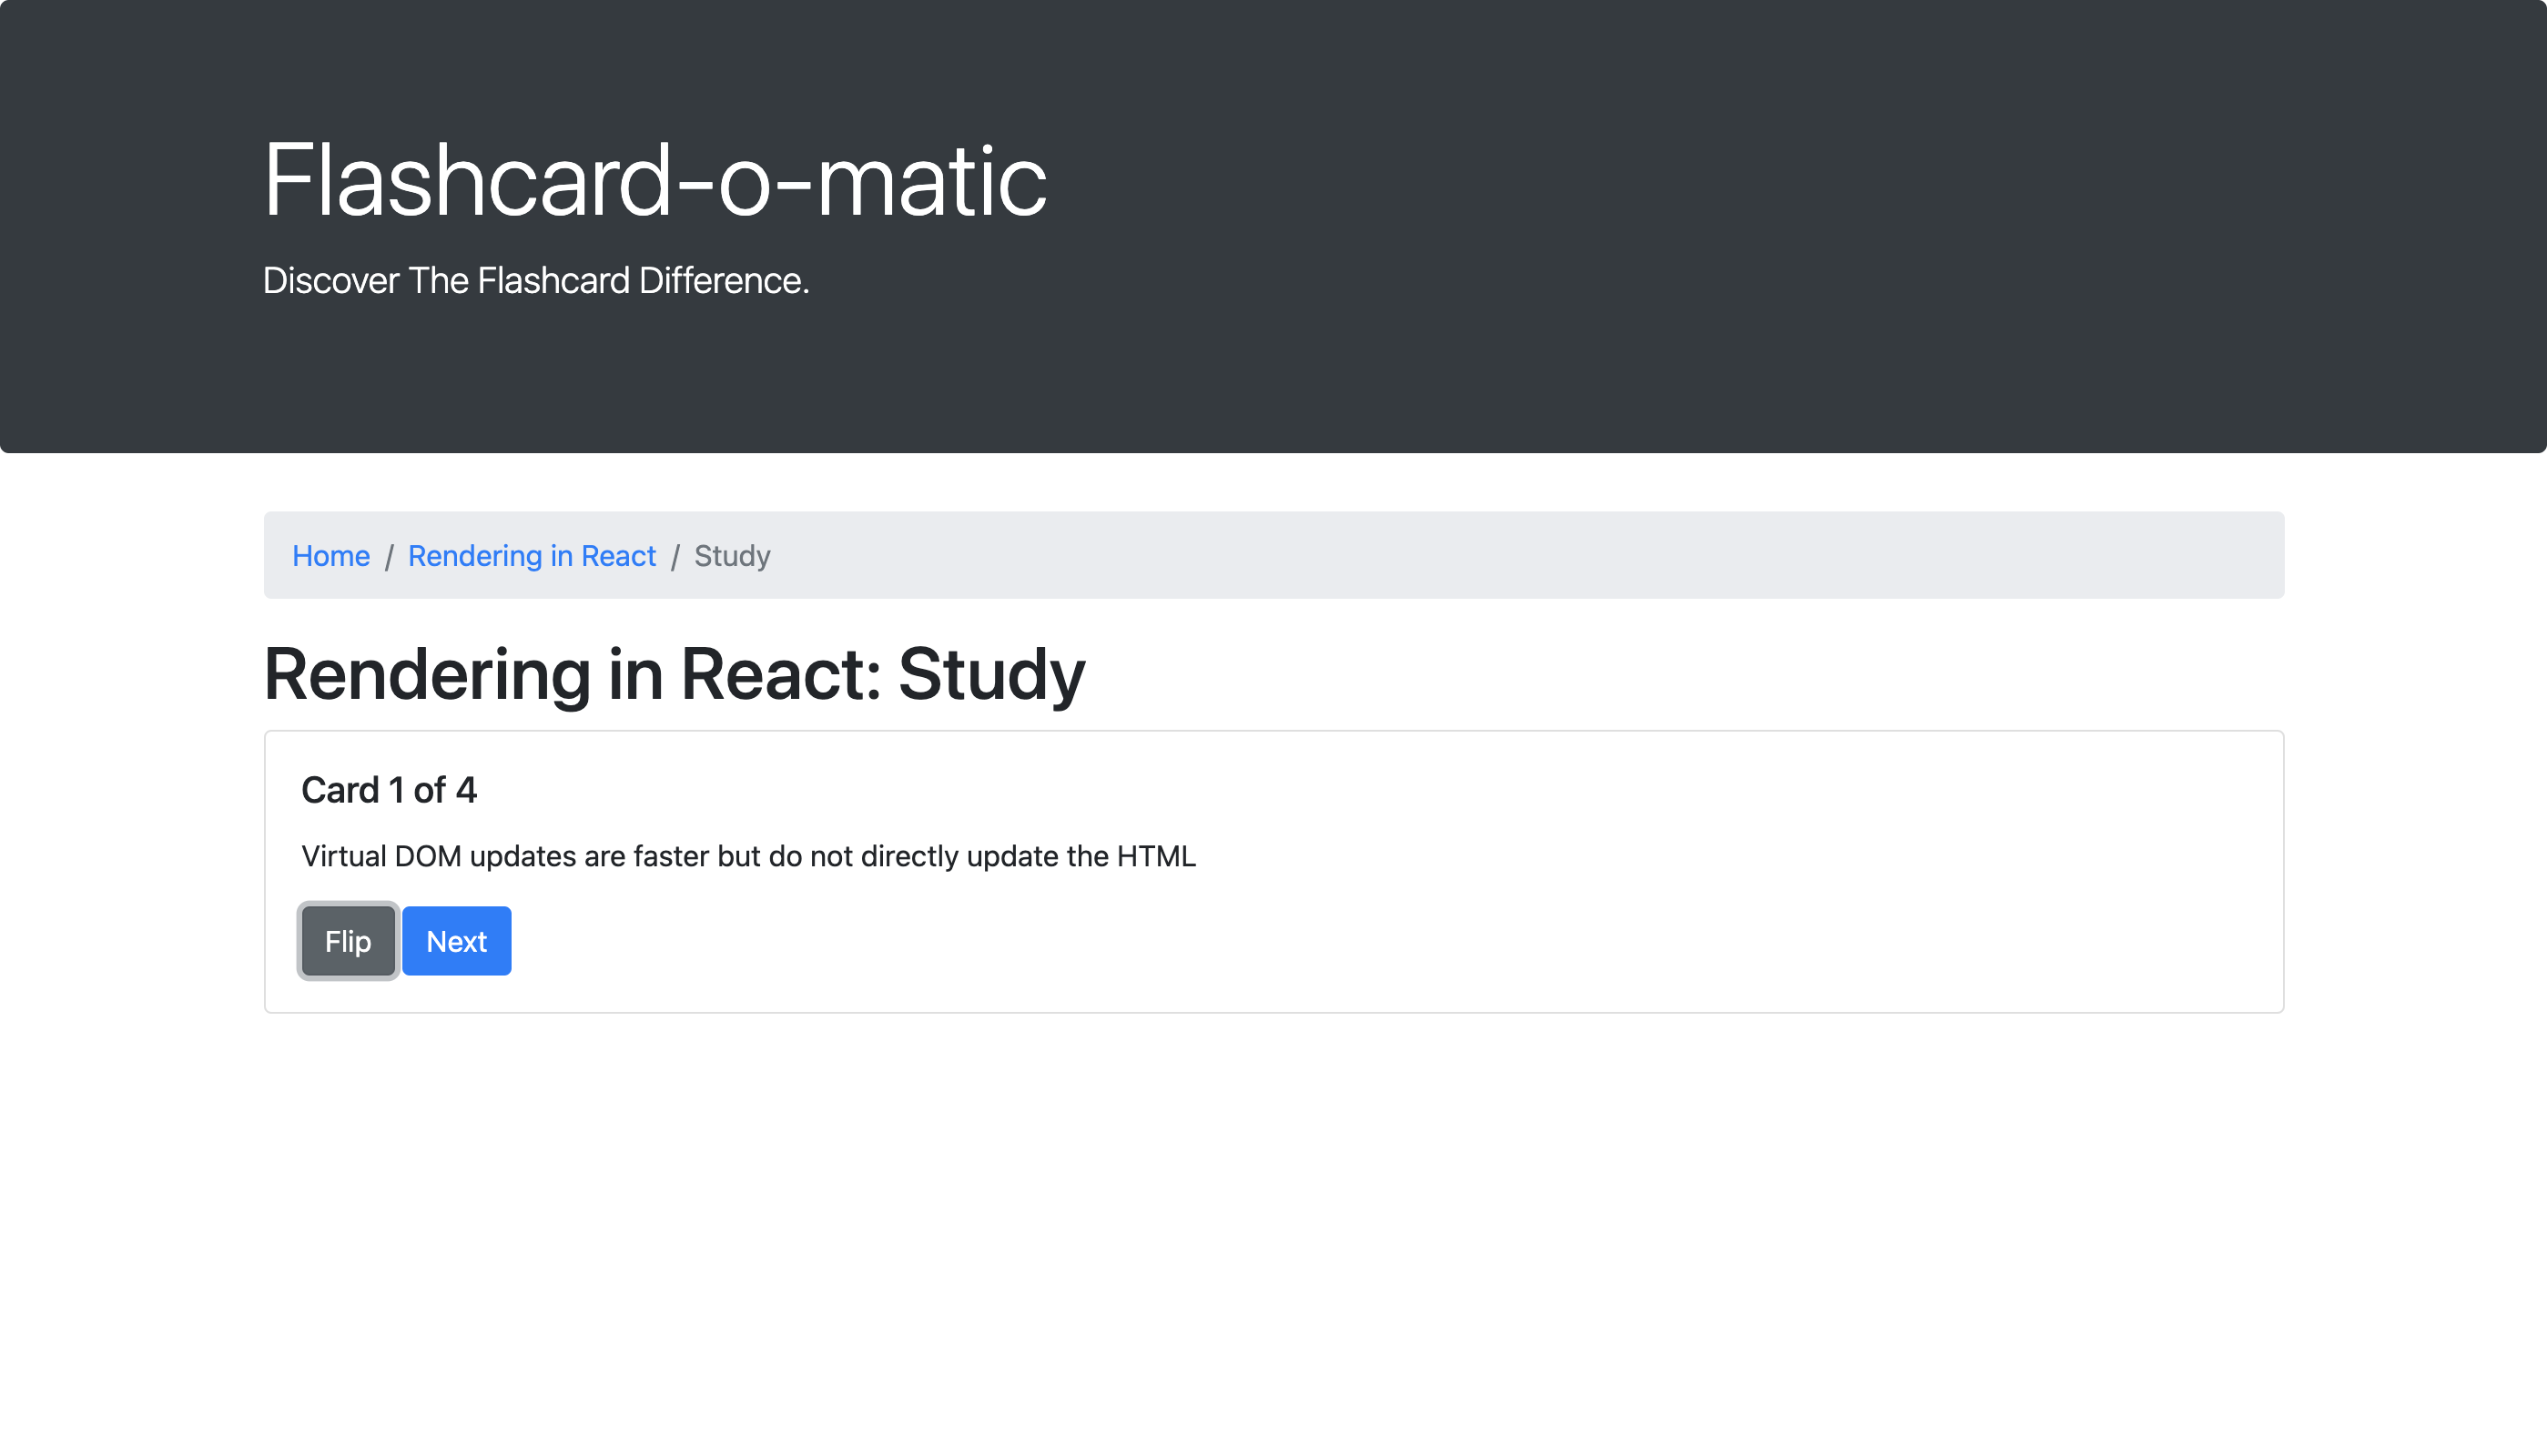 Flashcard-o-matic
Discover The Flashcard Difference.
Home / Rendering in React / Study
Rendering in React: Study
Card 1 of 4
Virtual DOM updates are faster but do not directly update the HTML
Flip Next